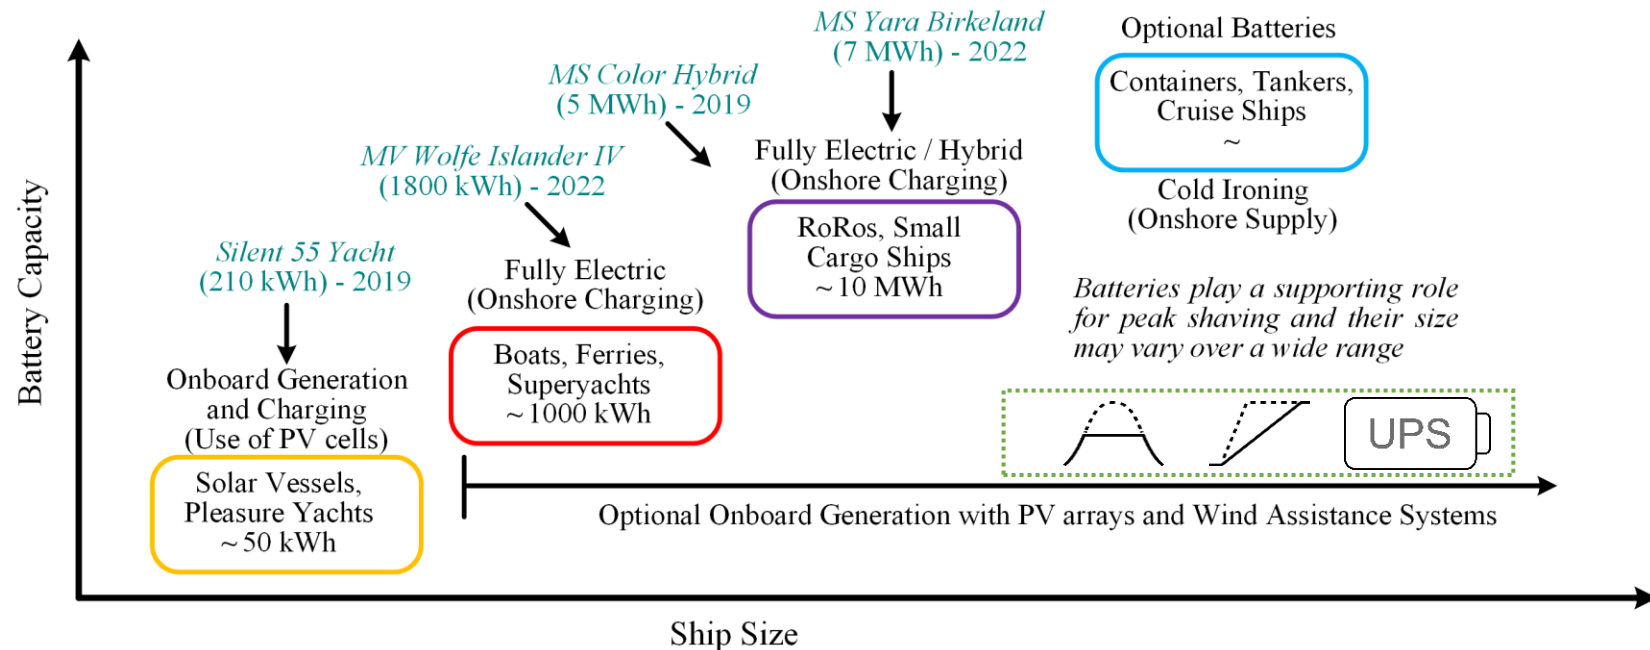 Battery Capacity
Silent 55 Yacht
(210 kWh) - 2019
Onboard Generation
and Charging
(Use of PV cells)
Solar Vessels,
Pleasure Yachts
~ 50 kWh
MV Wolfe Islander IV
(1800 kWh) - 2022
Fully Electric
(Onshore Charging)
Boats, Ferries,
Superyachts
~ 1000 kWh
MS Color Hybrid
(5 MWh) - 2019
MS Yara Birkeland
(7 MWh) - 2022
Fully Electric / Hybrid
(Onshore Charging)
RoRos, Small
Cargo Ships
~ 10 MWh
Optional Batteries
Containers, Tankers,
Cruise Ships
~
Cold Ironing
(Onshore Supply)
Batteries play a supporting role
for peak shaving and their size
may vary over a wide range
UPS
Optional Onboard Generation with PV arrays and Wind Assistance Systems
Ship Size